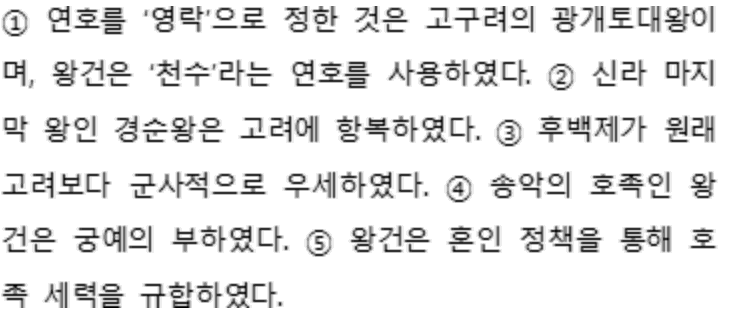 ① 연호를 ‘영락’으로 정한 것은 고구려의 광개토대왕이
며, 왕건은 ‘천수’라는 연호를 사용하였다. ② 신라 마지
막 왕인 경순왕은 고려에 항복하였다. ③ 후백제가 원래
고려보다 군사적으로 우세하였다. ④ 송악의 호족인 왕
건은 궁예의 부하였다. ⑤ 왕건은 혼인 정책을 통해 호
족 세력을 규합하였다.